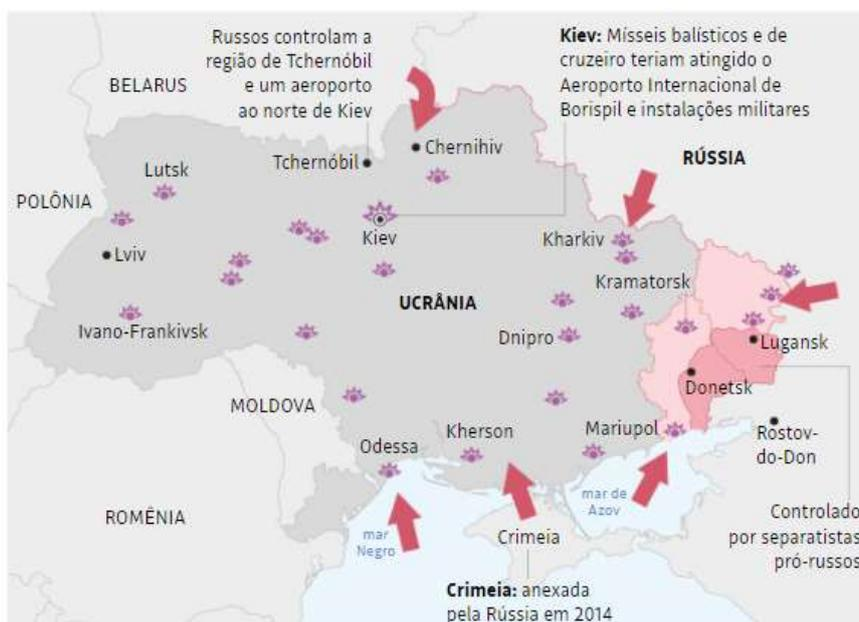 Russos controlam a
região de Tchernóbil
e um aeroporto
ao norte de Kiev
Kiev: Mísseis balísticos e de
cruzeiro teriam atingido o
Aeroporto Internacional de
Borispil e instalações militares
BELARUS
RÚSSIA
Chernihiv
Tchernóbil
Lutsk
POLÔNIA
Kiev
Kharkiv
Lviv
Kramatorsk
UCRÂNIA
Ivano-Frankivsk
Dnipro
Lugansk
Donetsk
MOLDOVA
Kherson
Mariupol
Odessa
Rostov-
do-Don
mar de
Azov
Controlado
por separatistas
pró-russos
ROMÊNIA
mar
Negro
Crimeia
Crimeia: anexada
pela Rússia em 2014